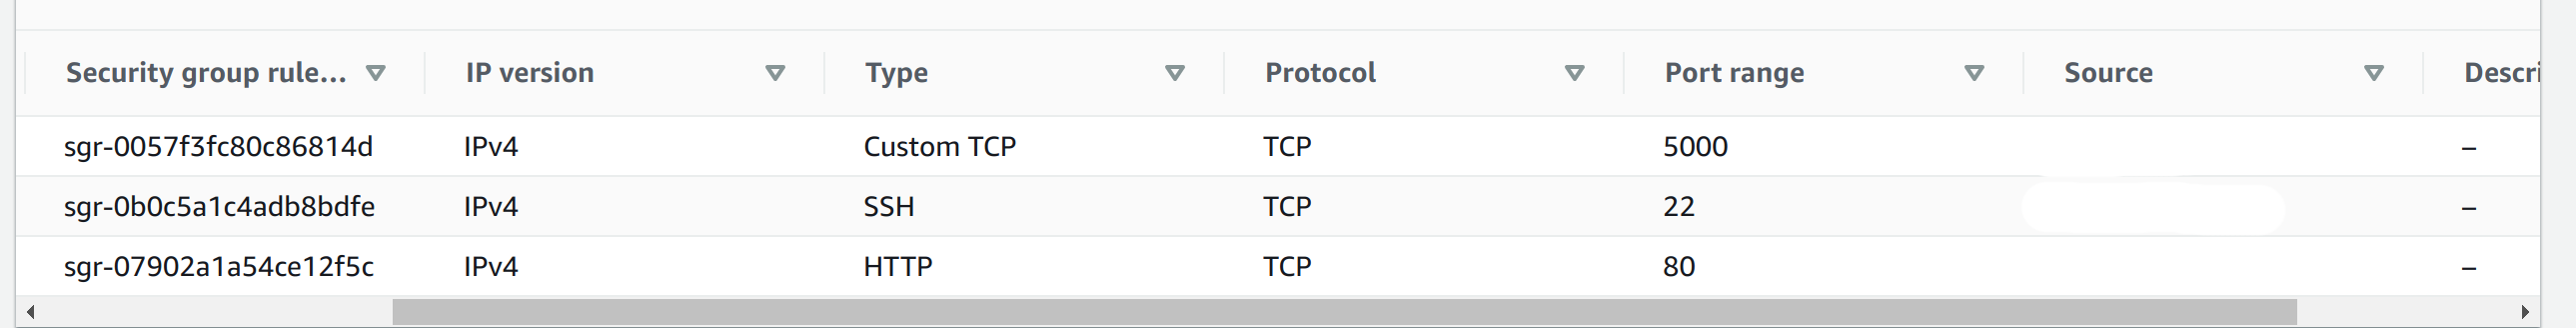 Security group rule... IP version Type Protocol Port range Source Descri
sgr-0057f3fc80c86814d IPv4 Custom TCP TCP 5000 –
sgr-0b0c5a1c4adb8bdfe IPv4 SSH TCP 22 –
sgr-07902a1a54ce12f5c IPv4 HTTP TCP 80 –